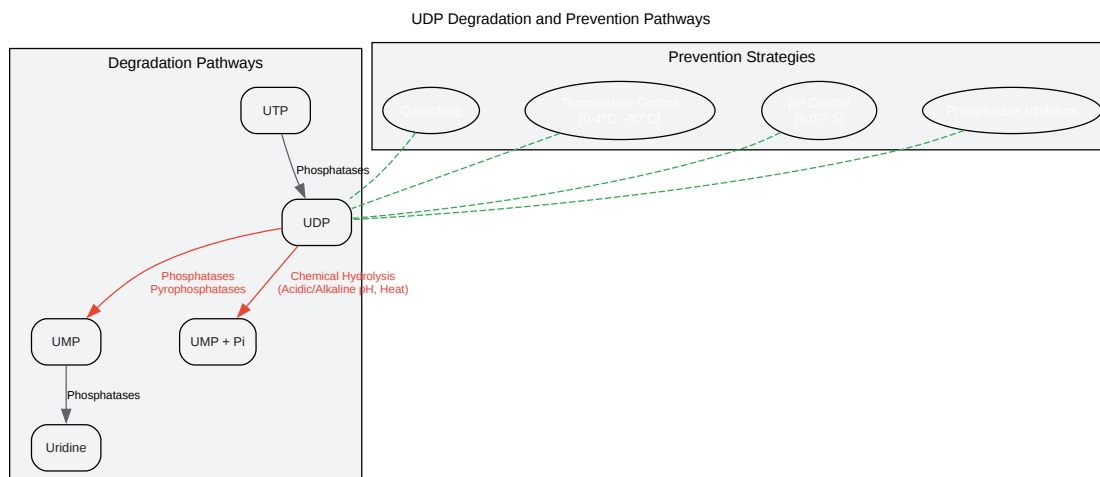 UDP Degradation and Prevention Pathways
Degradation Pathways
Prevention Strategies
UTP
Quenching
Temperature Control
(0-4°C, -80°C)
pH Control
(6.0-7.5)
Phosphatase Inhibitors
Phosphatases
UDP
Phosphatases
Pyrophosphatases
Chemical Hydrolysis
(Acidic/Alkaline pH, Heat)
UMP
UMP + Pi
Phosphatases
Uridine